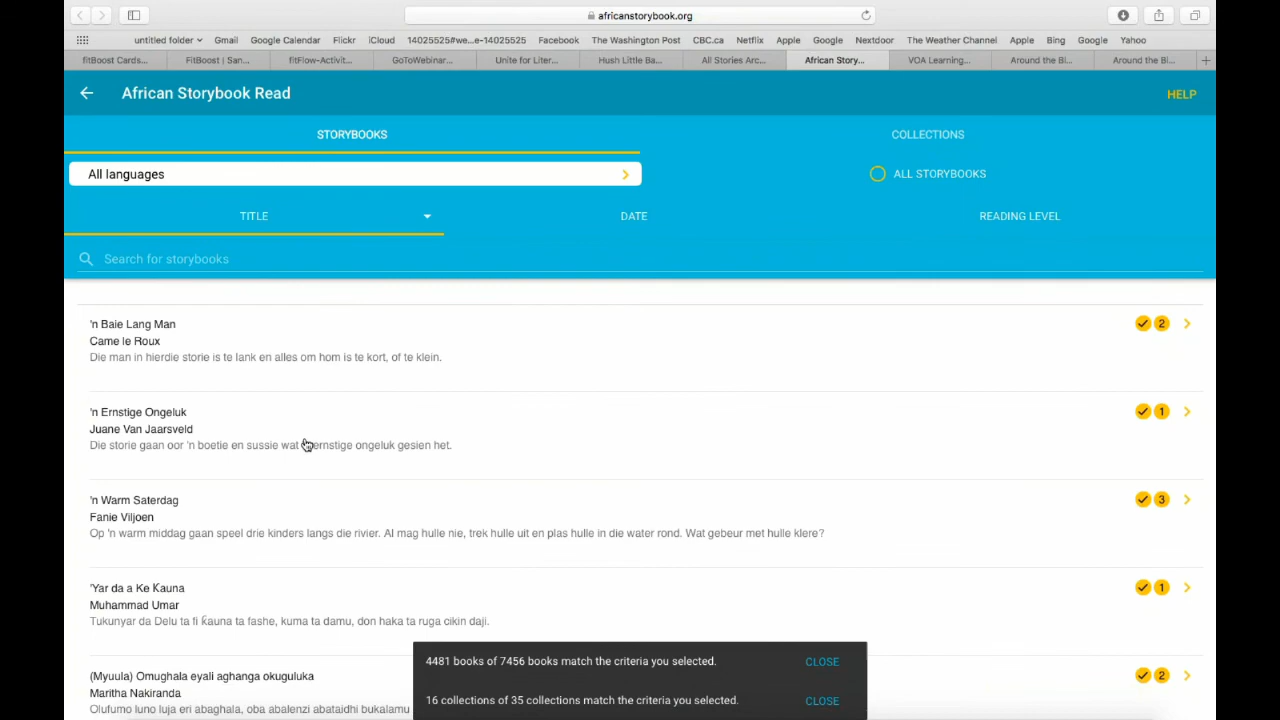 africanstorybook.org
untitled folder
Gmail
Google Calendar
Flickr
iCloud
14025525#we...e-14025525
Facebook
The Washington Post
CBC.ca
Netflix
Apple
Google
Nextdoor
The Weather Channel
Apple
Bing
Google
Yahoo
fitBoost Cards...
FitBoost | San...
fitFlow-Activit...
GoToWebinar...
Unite for Liter...
Hush Little Ba...
All Stories Arc...
African Story...
VOA Learning...
Around the Bl...
Around the Bl...
African Storybook Read
HELP
STORYBOOKS
COLLECTIONS
All languages
ALL STORYBOOKS
TITLE
DATE
READING LEVEL
Search for storybooks
'n Baie Lang Man
2
Came le Roux
Die man in hierdie storie is te lank en alles om hom is te kort, of te klein.
'n Ernstige Ongeluk
1
Juane Van Jaarsveld
Die storie gaan oor 'n boetie en sussie wat ernstige ongeluk gesien het.
'n Warm Saterdag
3
Fanie Viljoen
Op 'n warm middag gaan speel drie kinders langs die rivier. Al mag hulle nie, trek hulle uit en plas hulle in die water rond. Wat gebeur met hulle klere?
'Yar da a Ke Ƙauna
1
Muhammad Umar
Tukunyar da Delu ta fi ƙauna ta fashe, kuma ta damu, don haka ta ruga cikin daji.
(Myuula) Omughala eyali aghanga okuguluka
2
Maritha Nakiranda
Olufumo luno luja eri abaghala, oba abalenzi abataidhi bukalamu
4481 books of 7456 books match the criteria you selected.
CLOSE
16 collections of 35 collections match the criteria you selected.
CLOSE